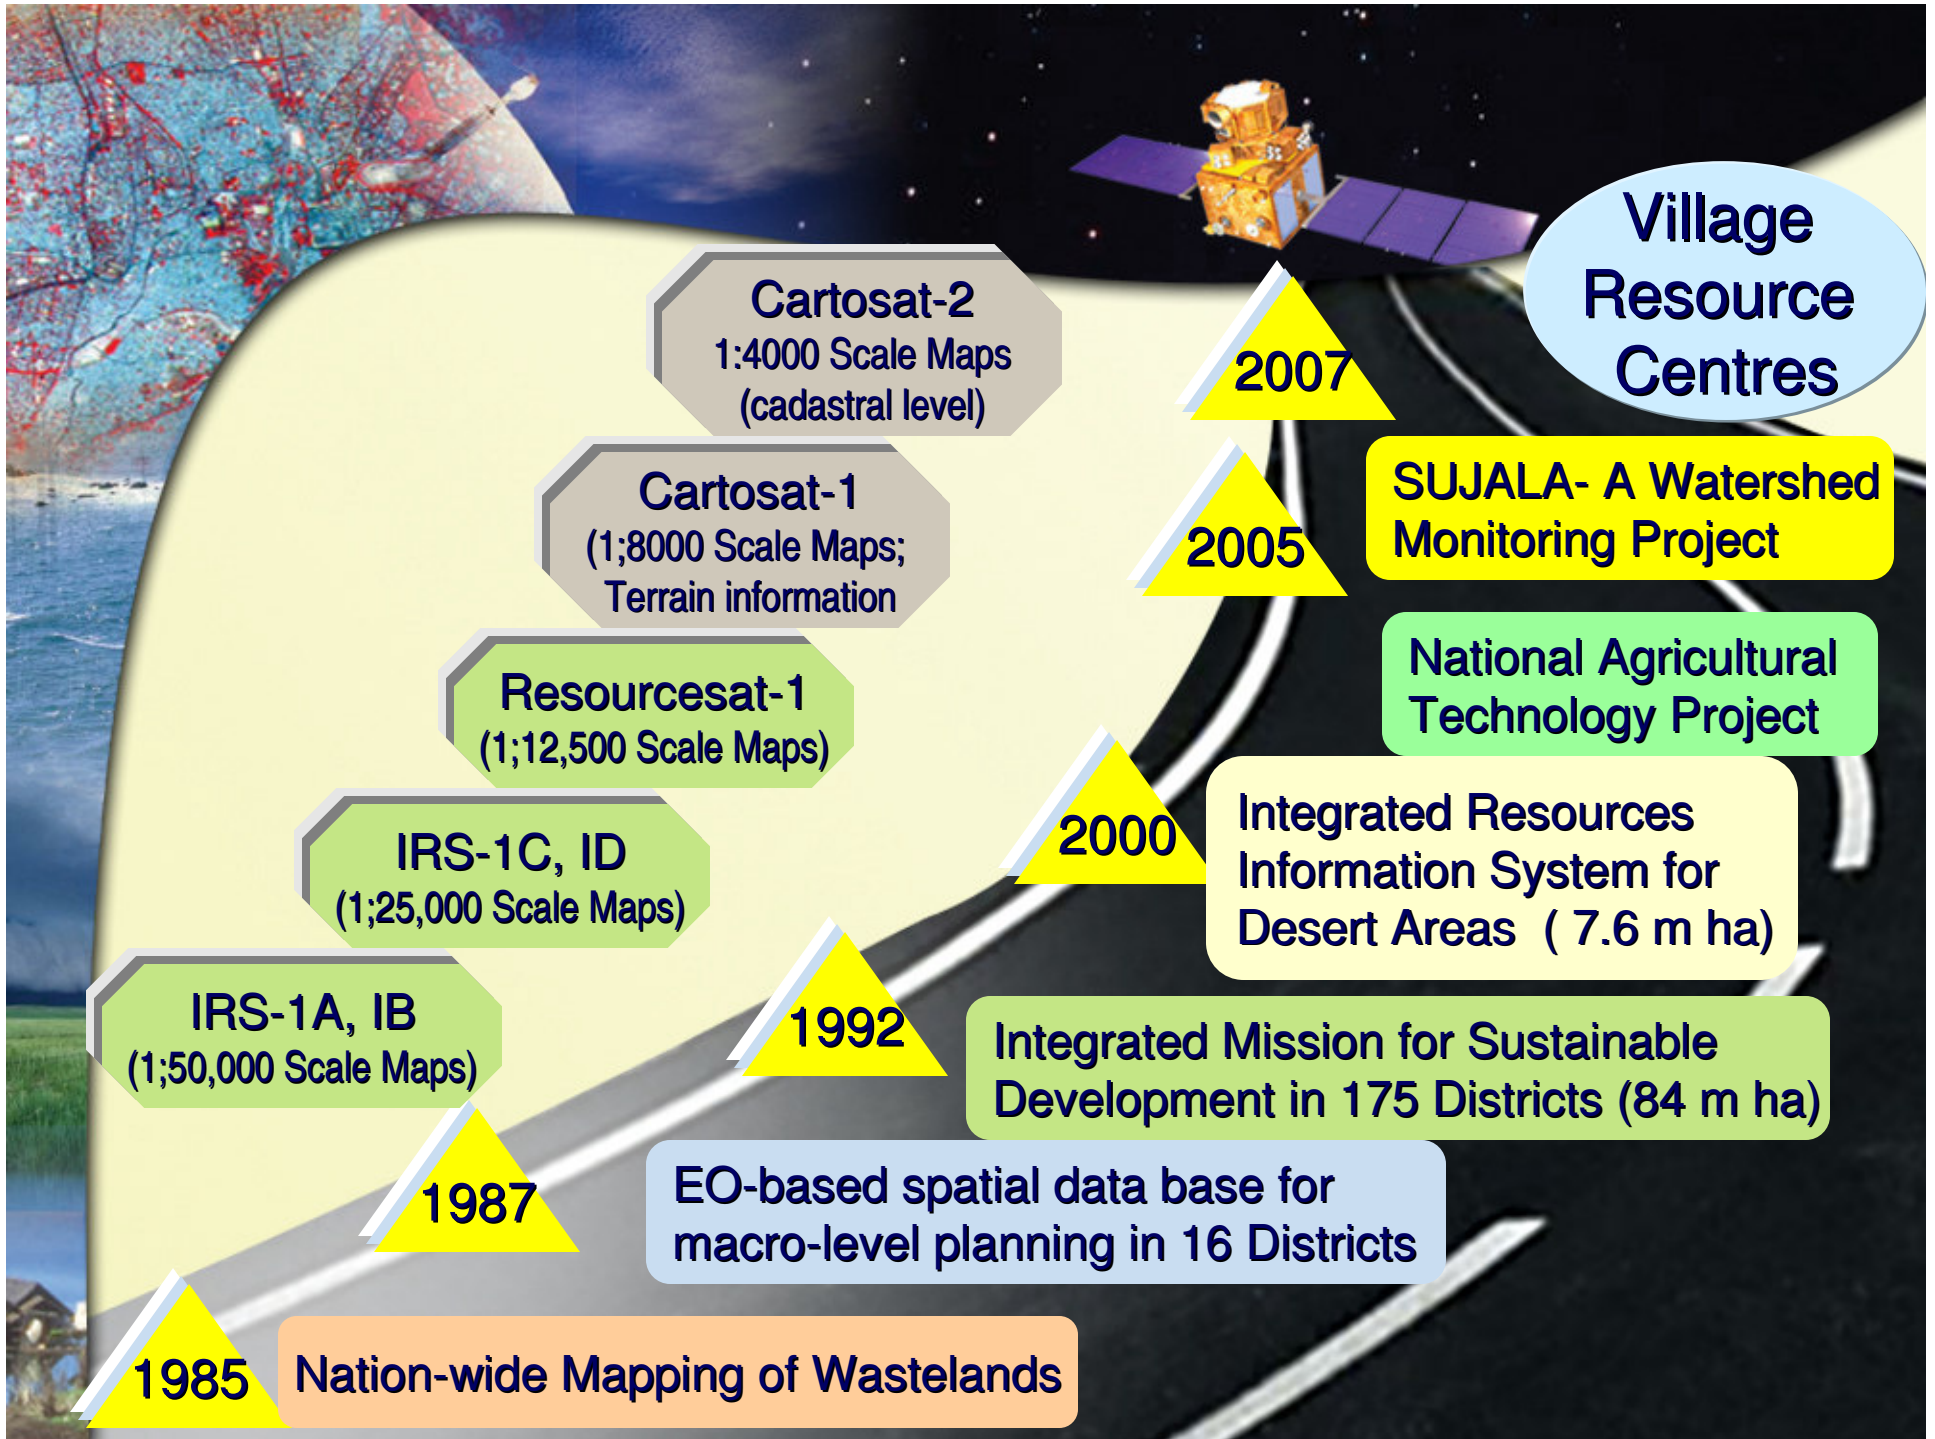 Village
Resource
Centres
Cartosat-2
1:4000 Scale Maps
(cadastral level)
2007
Cartosat-1
(1;8000 Scale Maps;
Terrain information
2005
SUJALA- A Watershed
Monitoring Project
National Agricultural
Technology Project
Resourcesat-1
(1;12,500 Scale Maps)
2000
Integrated Resources
Information System for
Desert Areas  ( 7.6 m ha)
IRS-1C, ID
(1;25,000 Scale Maps)
1992
Integrated Mission for Sustainable
Development in 175 Districts (84 m ha)
IRS-1A, IB
(1;50,000 Scale Maps)
1987
EO-based spatial data base for
macro-level planning in 16 Districts
1985
Nation-wide Mapping of Wastelands